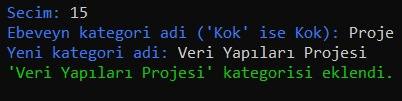 Secim: 15
Ebeveyn kategori adi ('Kok' ise Kok): Proje
Yeni kategori adi: Veri Yapıları Projesi
'Veri Yapıları Projesi' kategorisi eklendi.